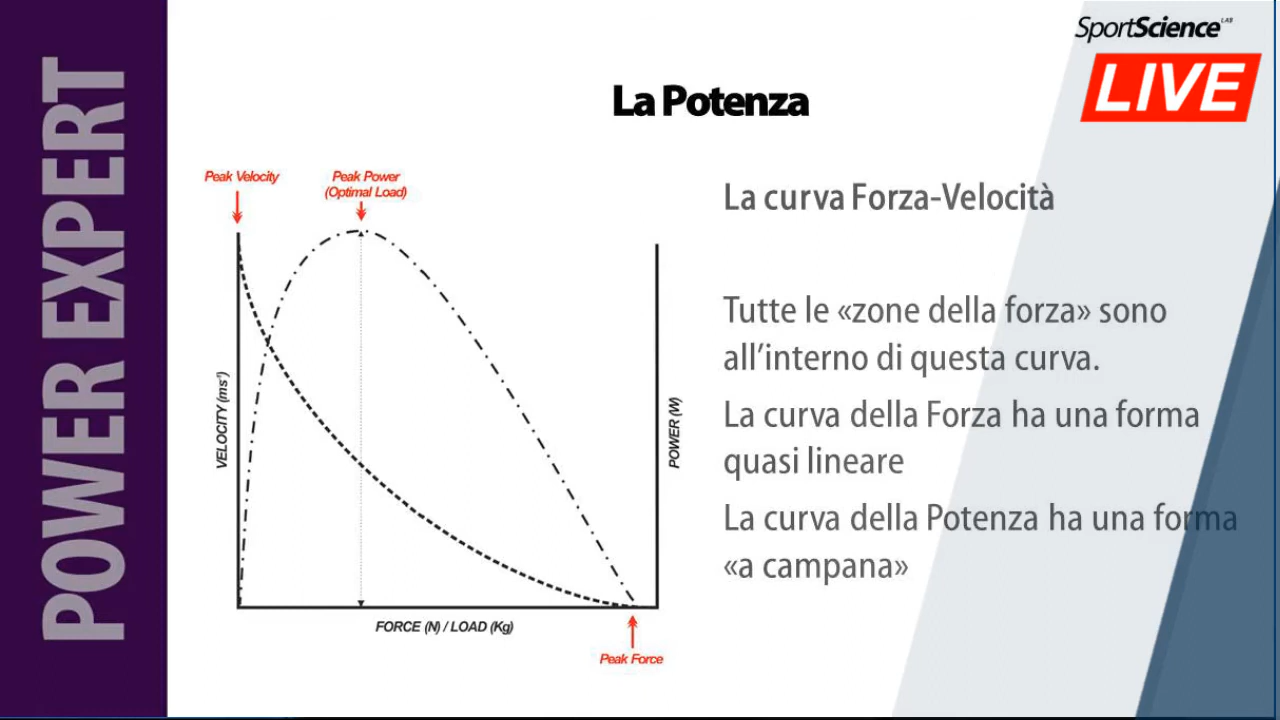 POWER EXPERT
SportScience LAB
LIVE
La Potenza
Peak Velocity
Peak Power
(Optimal Load)
VELOCITY (ms¹)
POWER (W)
FORCE (N) / LOAD (Kg)
Peak Force
La curva Forza-Velocità
Tutte le «zone della forza» sono
all’interno di questa curva.
La curva della Forza ha una forma
quasi lineare
La curva della Potenza ha una forma
«a campana»